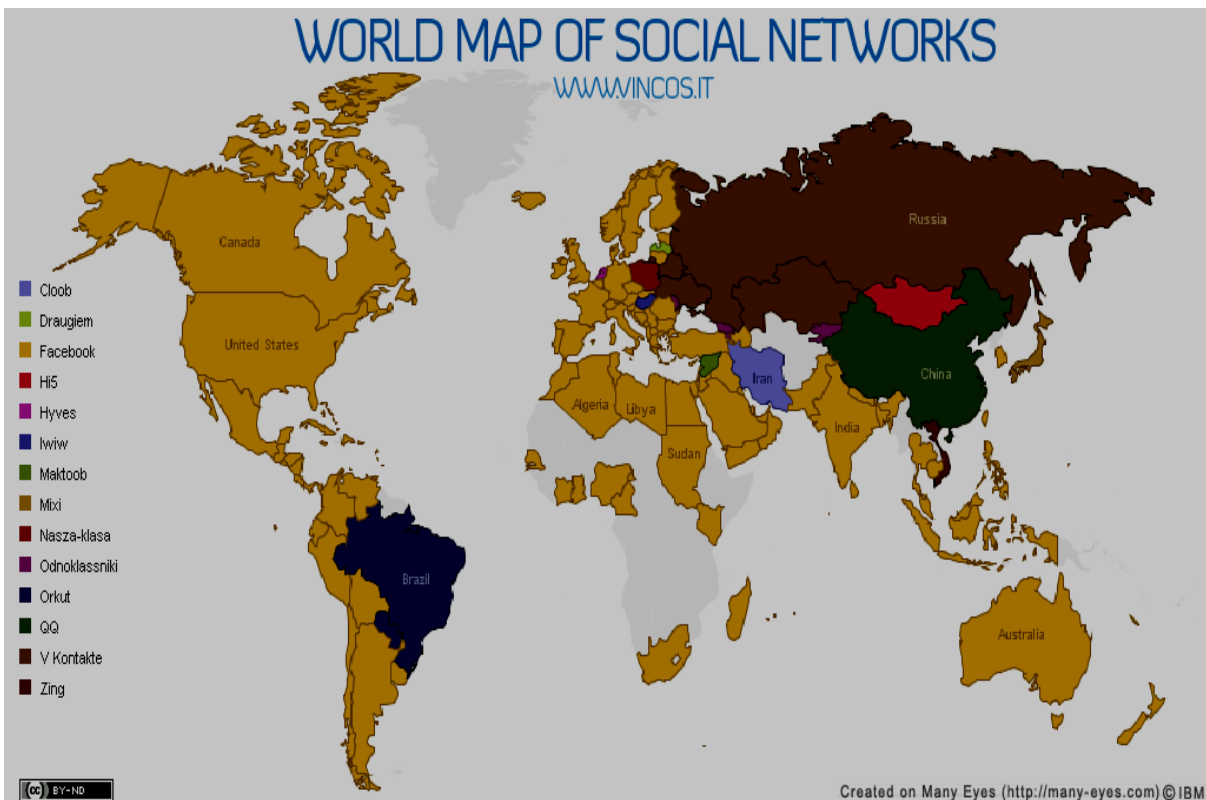 WORLD MAP OF SOCIAL NETWORKS
WWW.VINCOS.IT
Cloob
Draugiem
Facebook
Hi5
Hyves
Iwiw
Maktoob
Mixi
Nasza-klasa
Odnoklassniki
Orkut
QQ
V Kontakte
Zing
Canada
United States
Brazil
Russia
China
Iran
India
Algeria
Libya
Sudan
Australia
(cc) BY-ND
Created on Many Eyes (http://many-eyes.com) © IBM